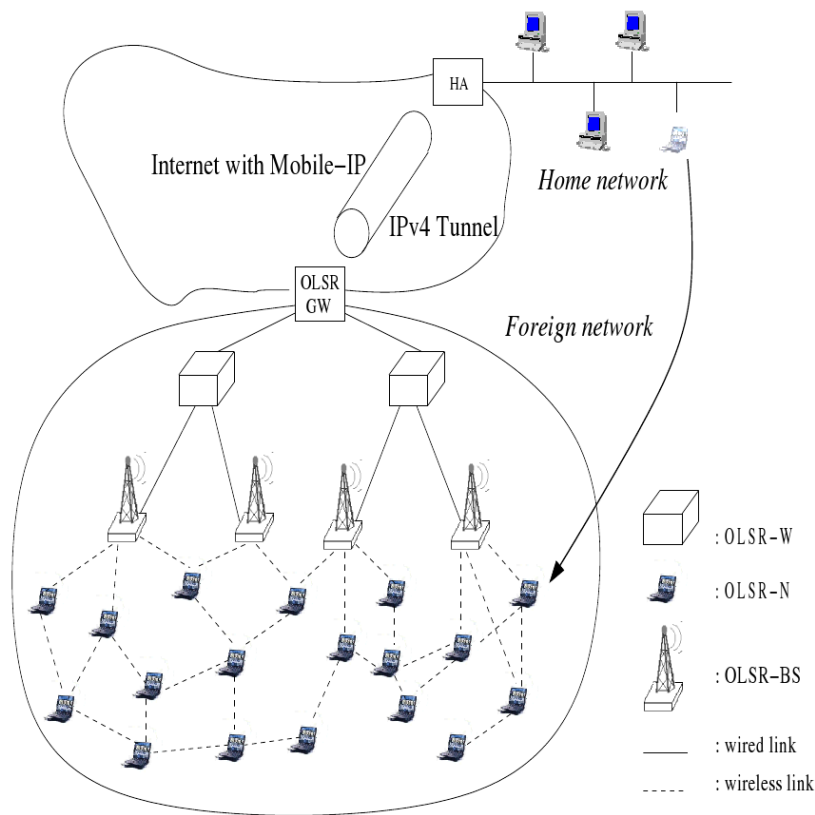 HA
Internet with Mobile-IP
Home network
IPv4 Tunnel
OLSR
GW
Foreign network
: OLSR-W
: OLSR-N
: OLSR-BS
: wired link
: wireless link